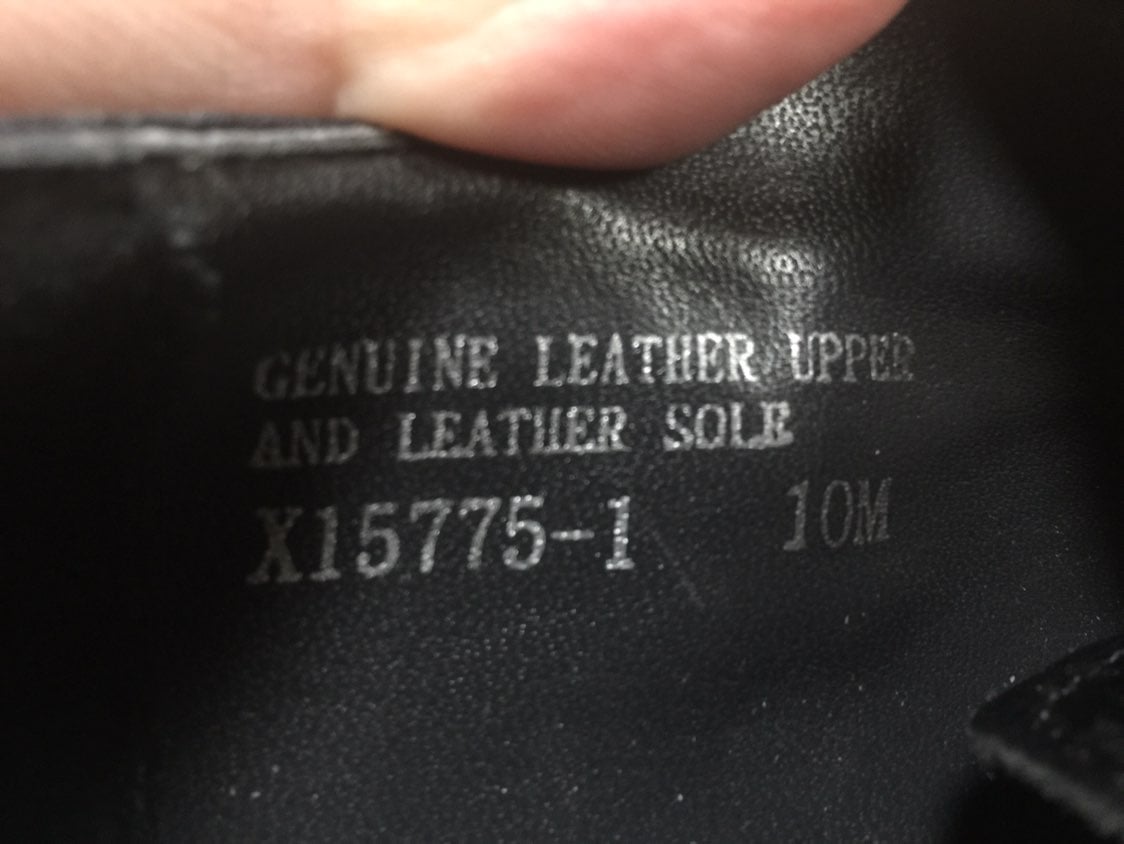 GENUINE LEATHER UPPER
AND LEATHER SOLE
X15775-1 10M